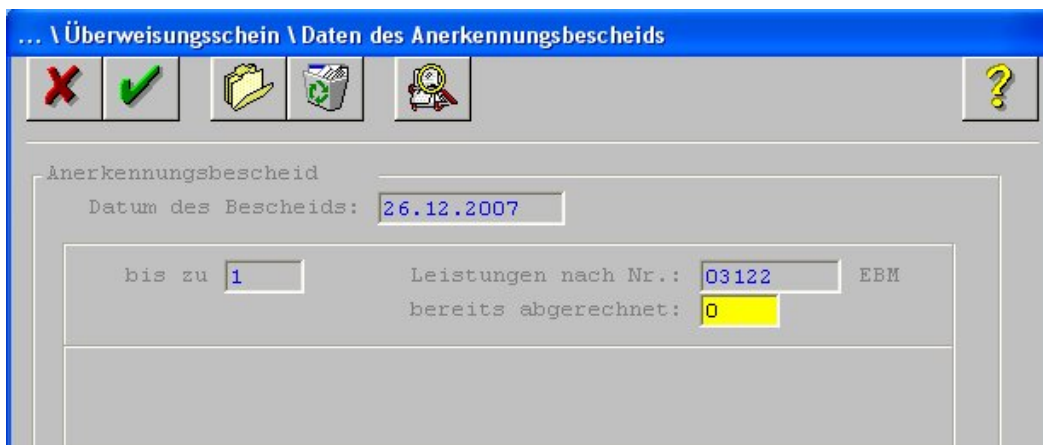 ... \ Überweisungsschein \ Daten des Anerkennungsbescheids
Anerkennungsbescheid
Datum des Bescheids: 26.12.2007
bis zu 1 Leistungen nach Nr.: 03122 EBM
bereits abgerechnet: 0